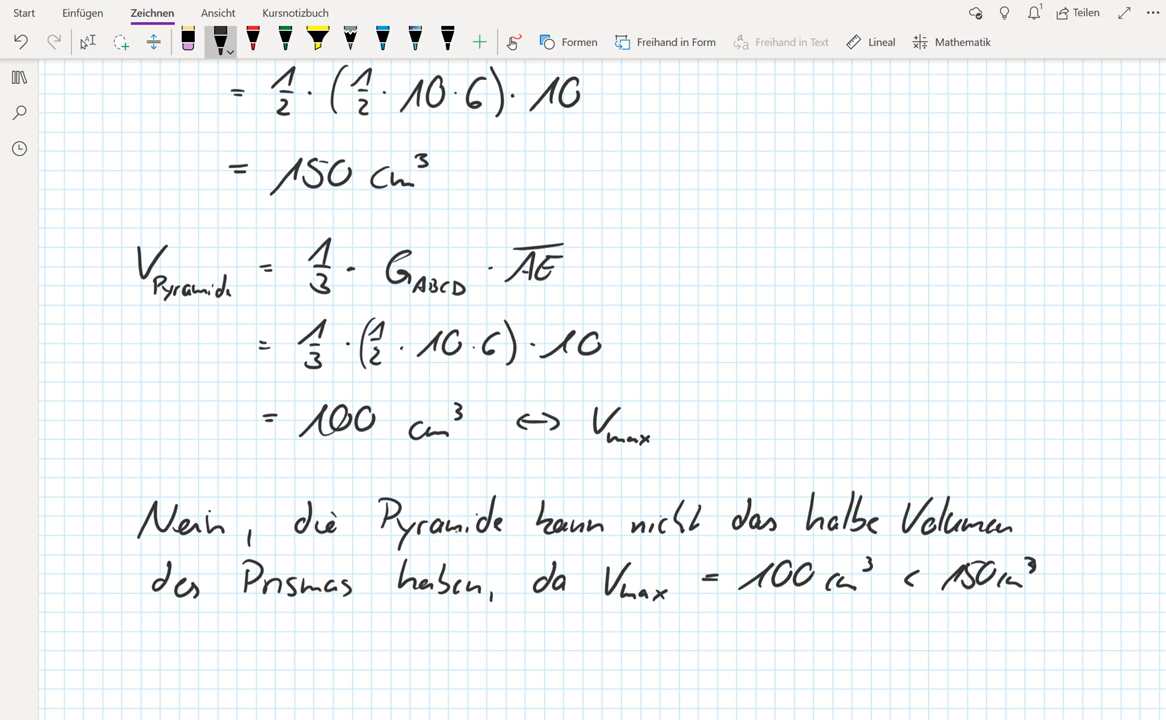 Start Einfügen Zeichnen Ansicht Kursnotizbuch Teilen
Formen Freihand in Form Freihand in Text Lineal Mathematik
= 1/2 · (1/2 · 10 · 6) · 10
= 150 cm³
V_Pyramide = 1/3 · G_ABCD · A̅E̅
= 1/3 · (1/2 · 10 · 6) · 10
= 100 cm³ ↔ V_max
Nein, die Pyramide kann nicht das halbe Volumen
des Prismas haben, da V_max = 100 cm³ < 150 cm³